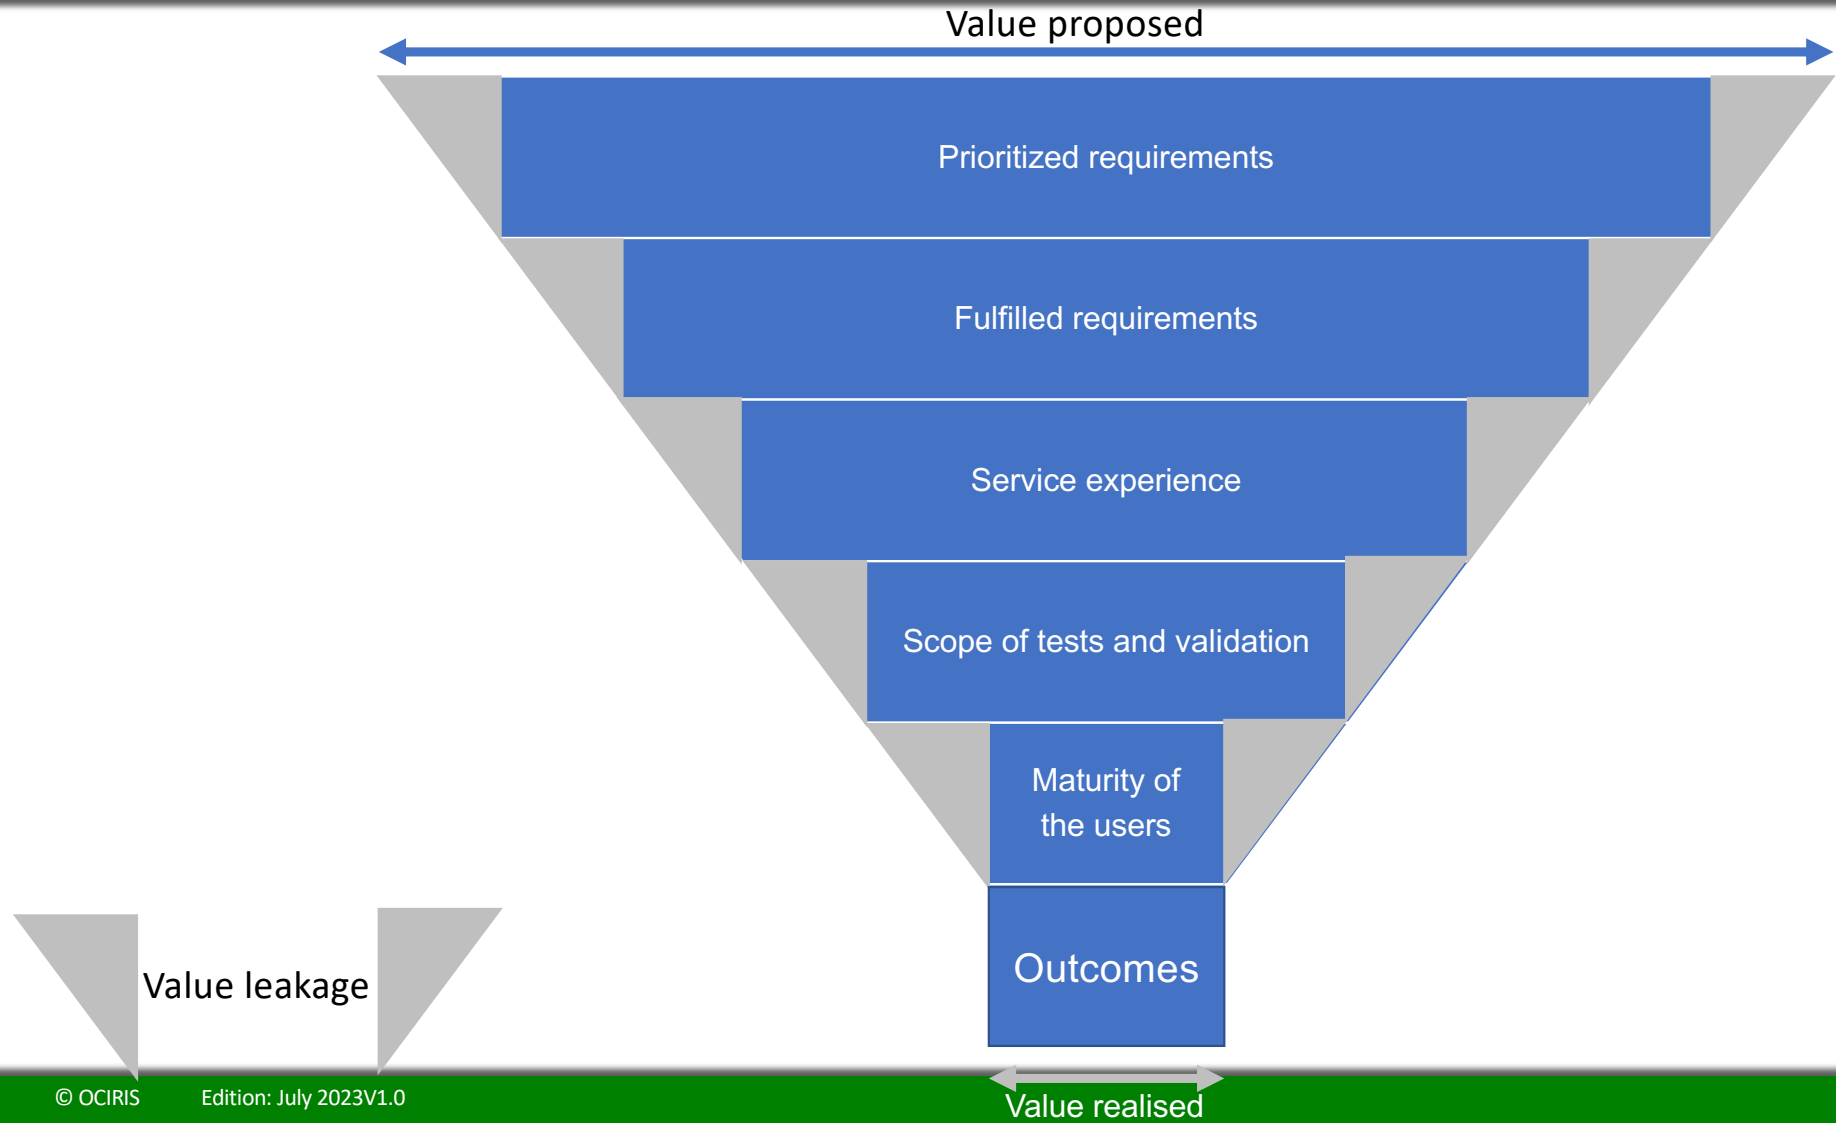 Value proposed
Prioritized requirements
Fulfilled requirements
Service experience
Scope of tests and validation
Maturity of
the users
Outcomes
Value leakage
© OCIRIS Edition: July 2023V1.0
Value realised